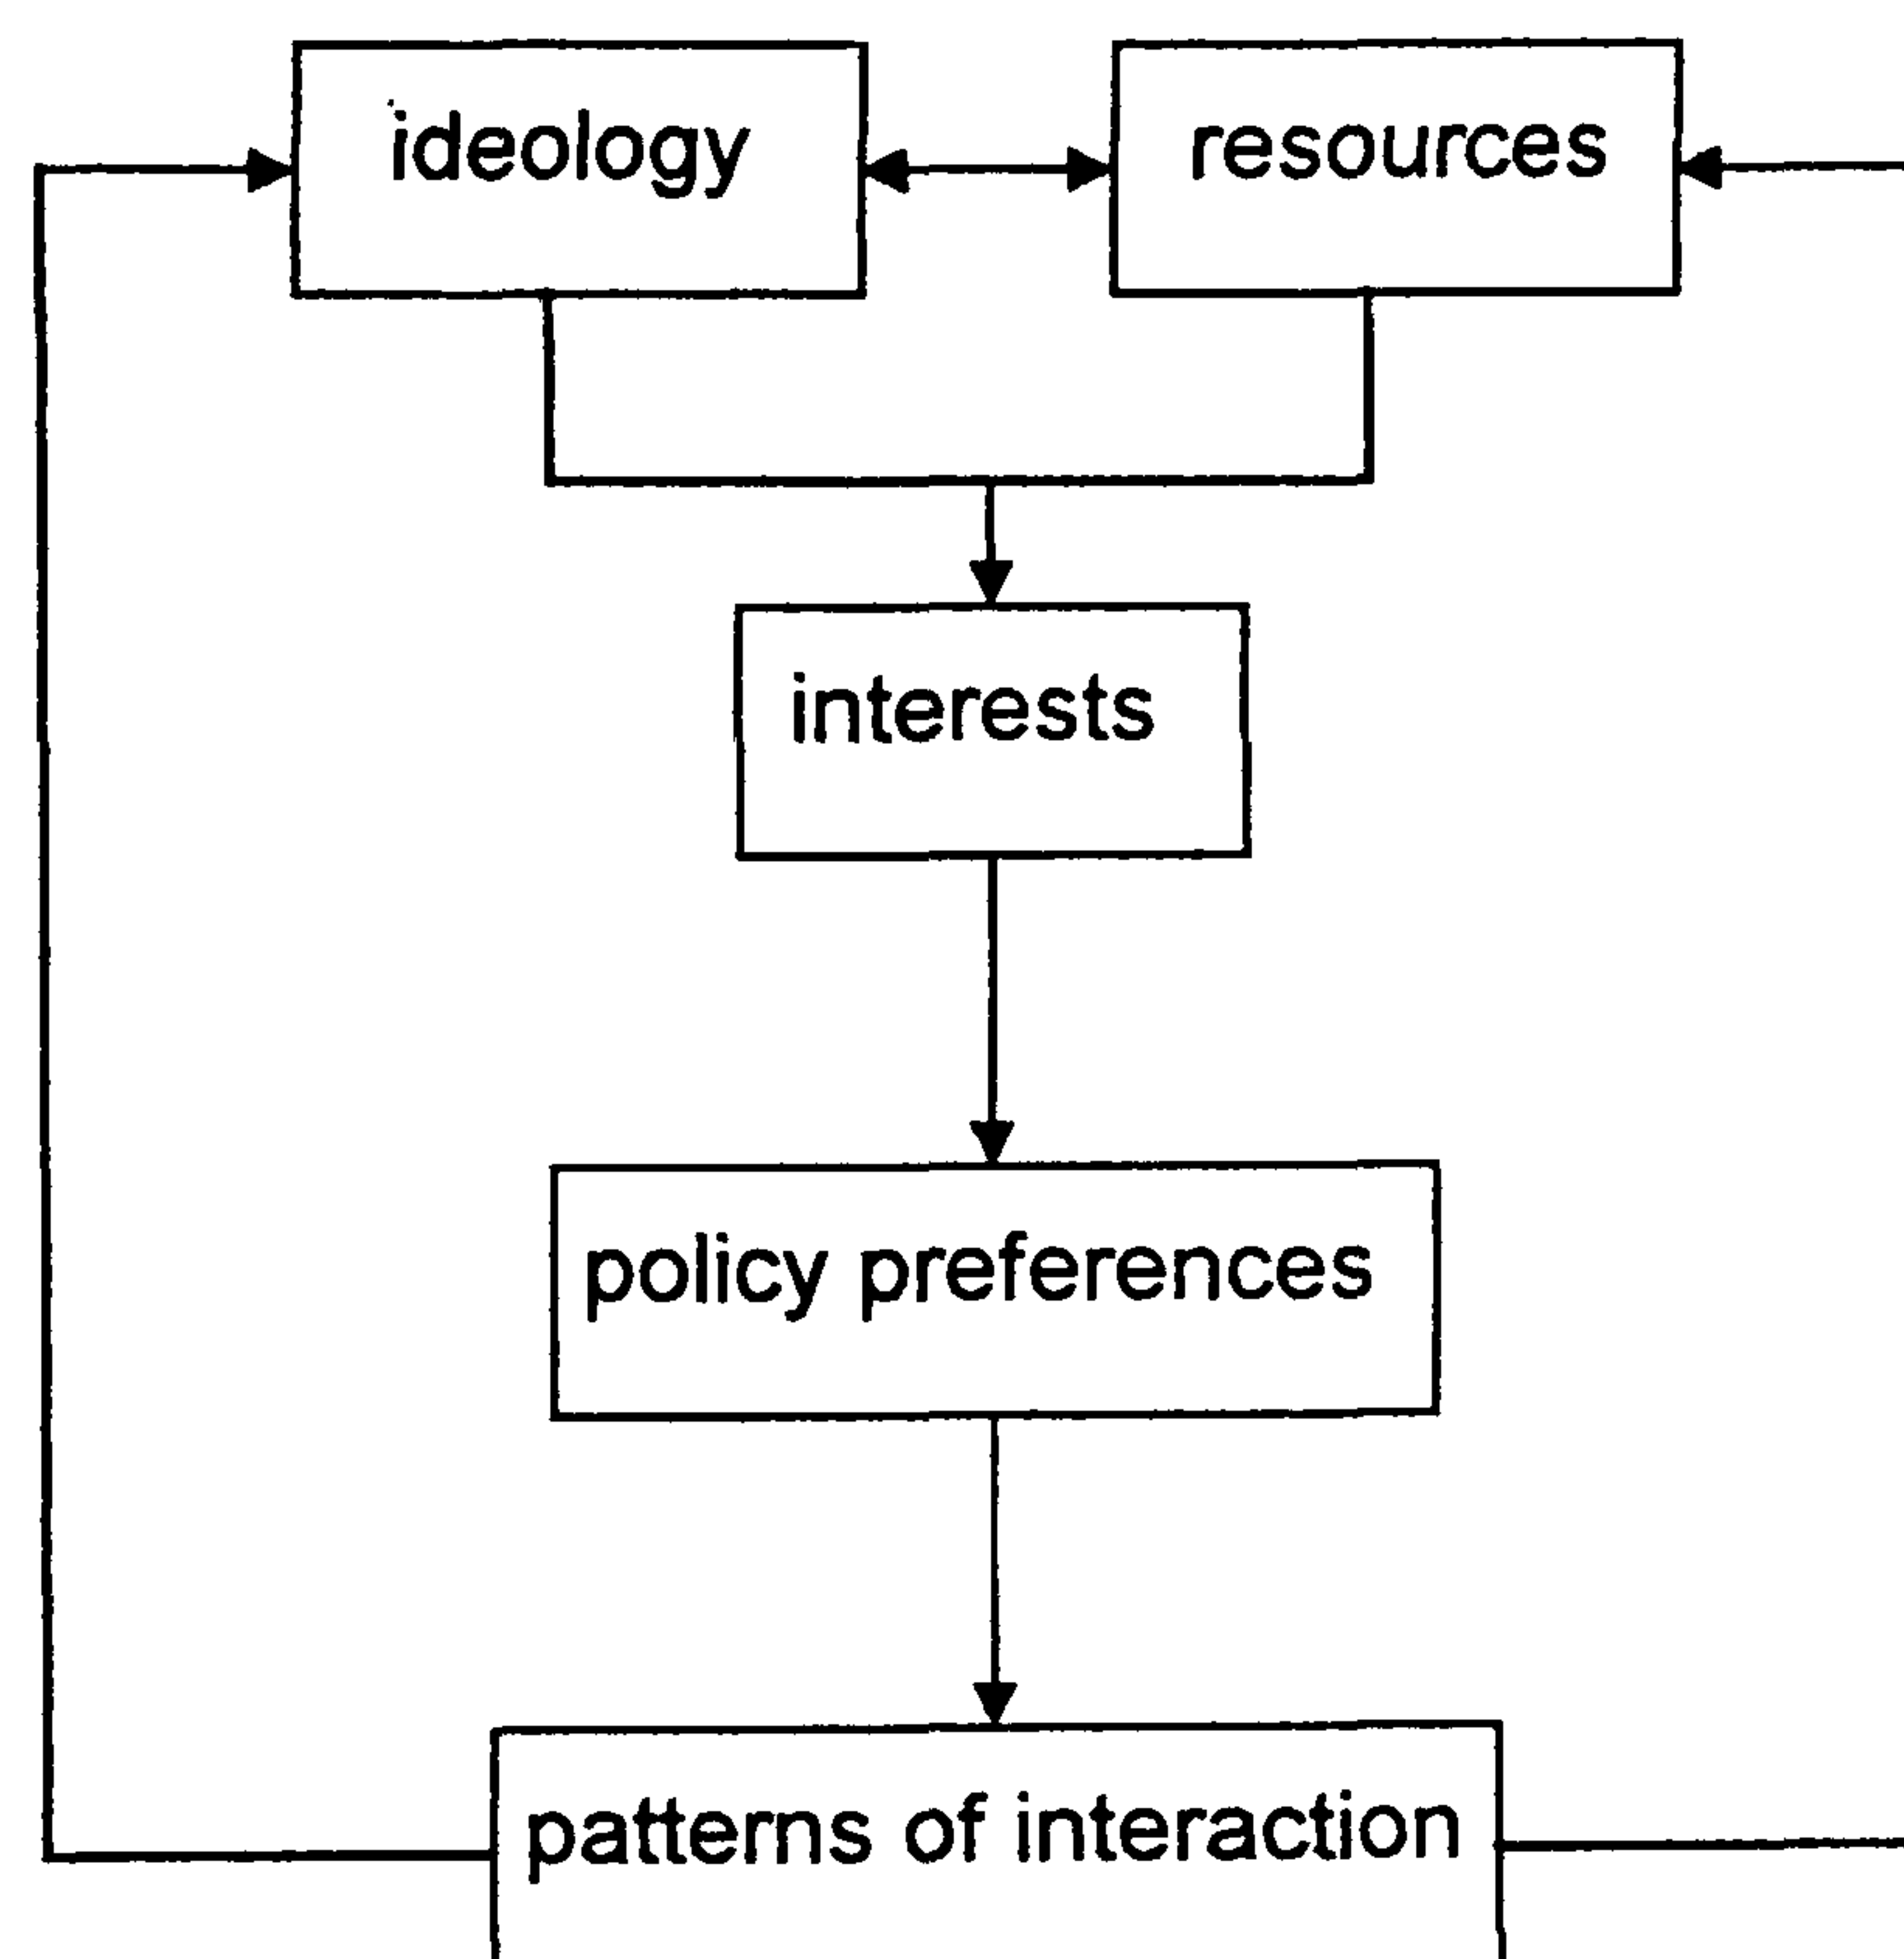 ideology
resources
interests
policy preferences
patterns of interaction